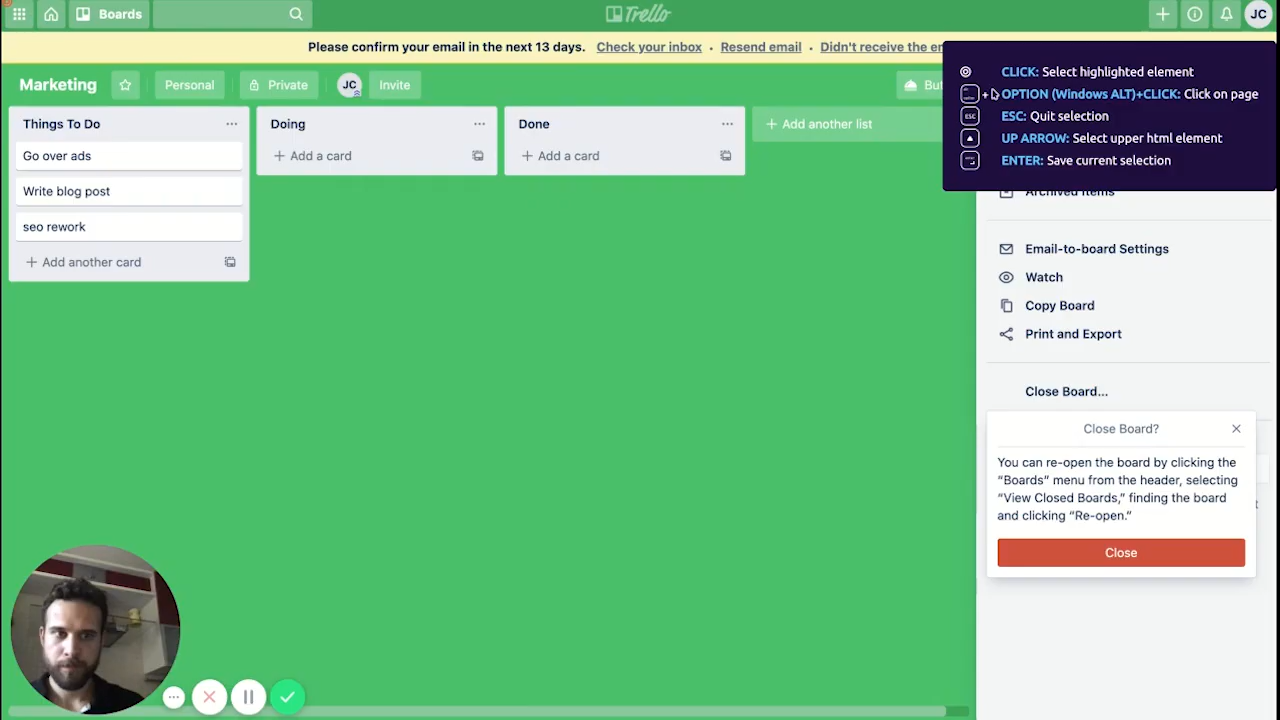 Boards
Trello
JC
Please confirm your email in the next 13 days. Check your inbox · Resend email · Didn't receive the
CLICK: Select highlighted element
+ OPTION (Windows ALT)+CLICK: Click on page
ESC ESC: Quit selection
UP ARROW: Select upper html element
ENTER: Save current selection
Marketing
Personal
Private
JC
Invite
Things To Do
Go over ads
Write blog post
seo rework
+ Add another card
Doing
+ Add a card
Done
+ Add a card
+ Add another list
Archived Items
Email-to-board Settings
Watch
Copy Board
Print and Export
Close Board...
Close Board?
You can re-open the board by clicking the
“Boards” menu from the header, selecting
“View Closed Boards,” finding the board
and clicking “Re-open.”
Close